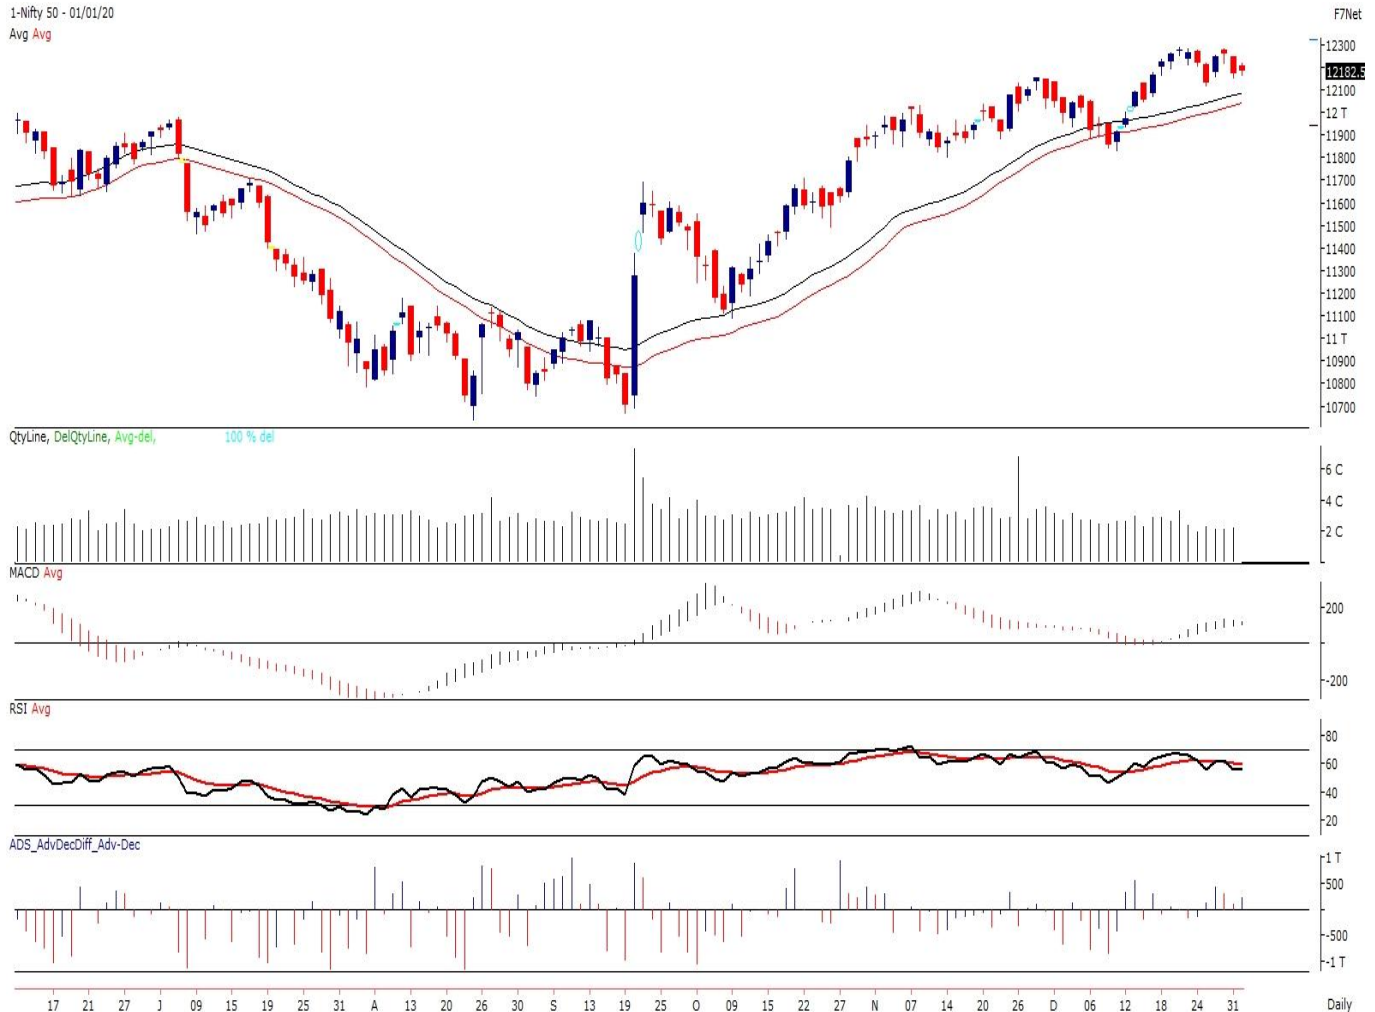 1-Nifty 50 - 01/01/20 F7Net
Avg Avg
12300
12182.5
12100
12 T
11900
11800
11700
11600
11500
11400
11300
11200
11100
11 T
10900
10800
10700
QtyLine, DelQtyLine, Avg-del, 100 % del
6 C
4 C
2 C
MACD Avg
200
-200
RSI Avg
80
60
40
20
ADS_AdvDecDiff_Adv-Dec
1 T
500
-500
-1 T
17 21 27 J 09 15 19 25 31 A 13 20 26 30 S 13 19 25 O 09 15 22 27 N 07 14 20 26 D 06 12 18 24 31 Daily